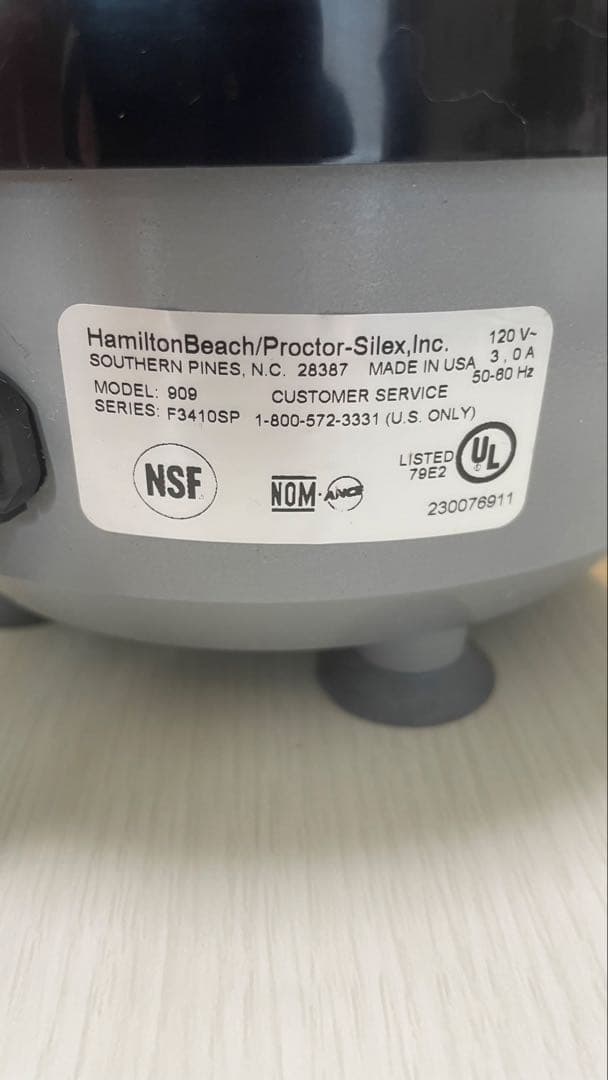 HamiltonBeach/Proctor-Silex,Inc. 120 V~
SOUTHERN PINES, N.C. 28387 MADE IN USA 3,0 A
50-60 Hz
MODEL: 909 CUSTOMER SERVICE
SERIES: F3410SP 1-800-572-3331 (U.S. ONLY)
NSF
NOM-ANCE
LISTED UL
79E2
230076911